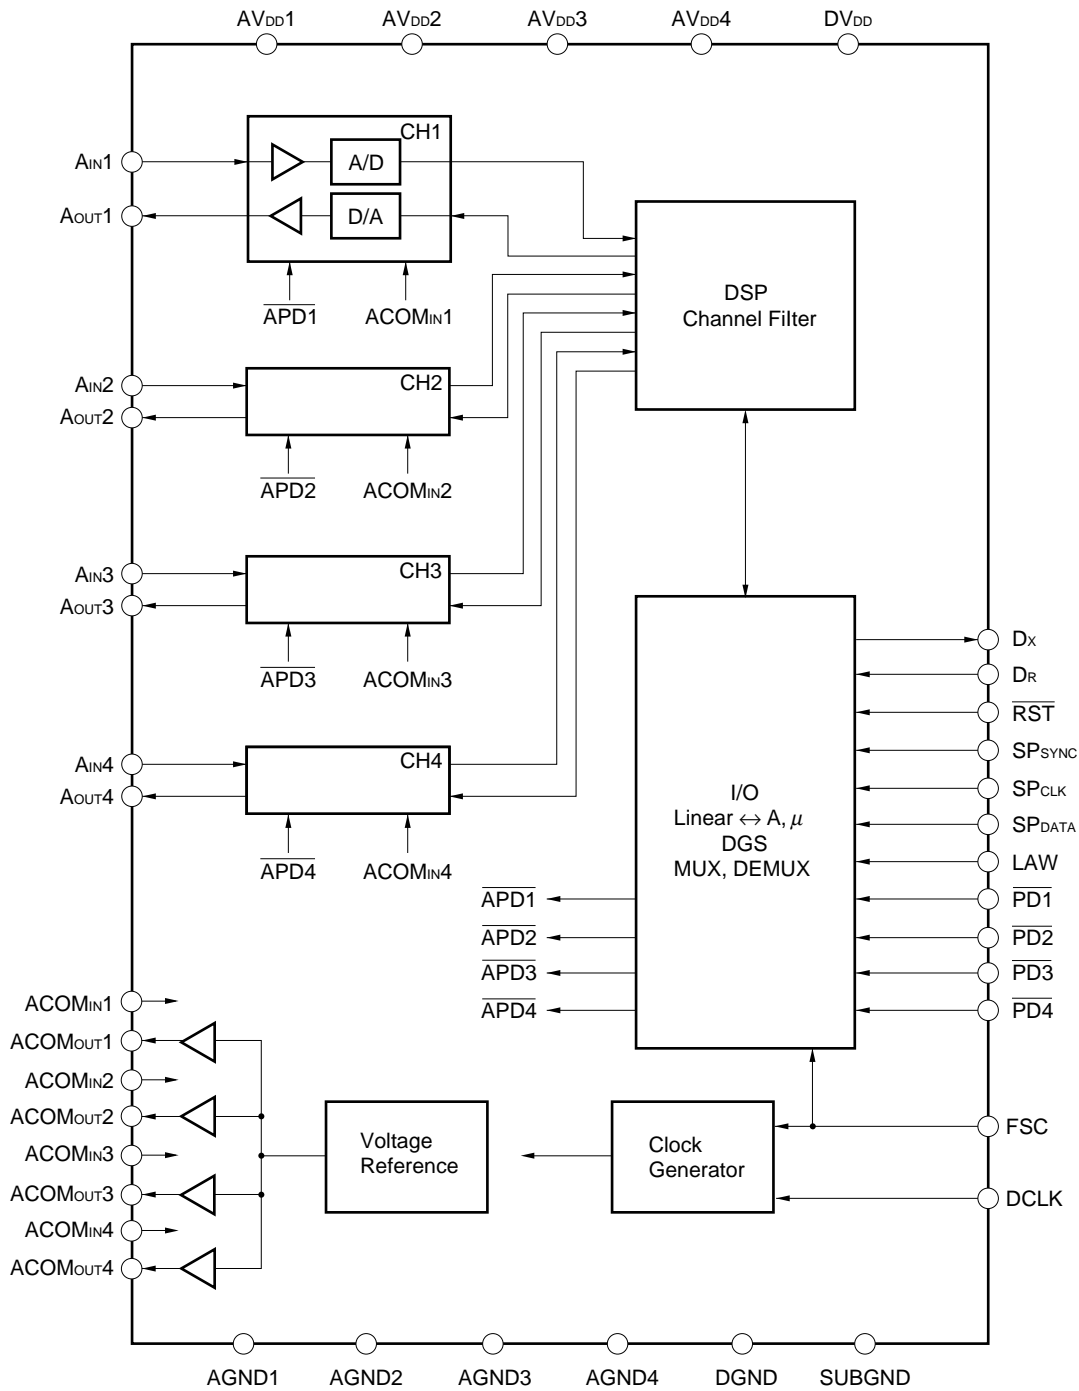 AVDD1 AVDD2 AVDD3 AVDD4 DVDD
CH1
AIN1
A/D
AOUT1
D/A
APD1 ACOMIN1
DSP
Channel Filter
AIN2
CH2
AOUT2
APD2 ACOMIN2
AIN3
CH3
AOUT3
APD3 ACOMIN3
AIN4
CH4
AOUT4
APD4 ACOMIN4
I/O
Linear ↔ A, μ
DGS
MUX, DEMUX
DX
DR
RST
SPSYNC
SPCLK
SPDATA
LAW
PD1
PD2
PD3
PD4
APD1
APD2
APD3
APD4
ACOMIN1
ACOMOUT1
ACOMIN2
ACOMOUT2
ACOMIN3
ACOMOUT3
ACOMIN4
ACOMOUT4
Voltage
Reference
Clock
Generator
FSC
DCLK
AGND1 AGND2 AGND3 AGND4 DGND SUBGND